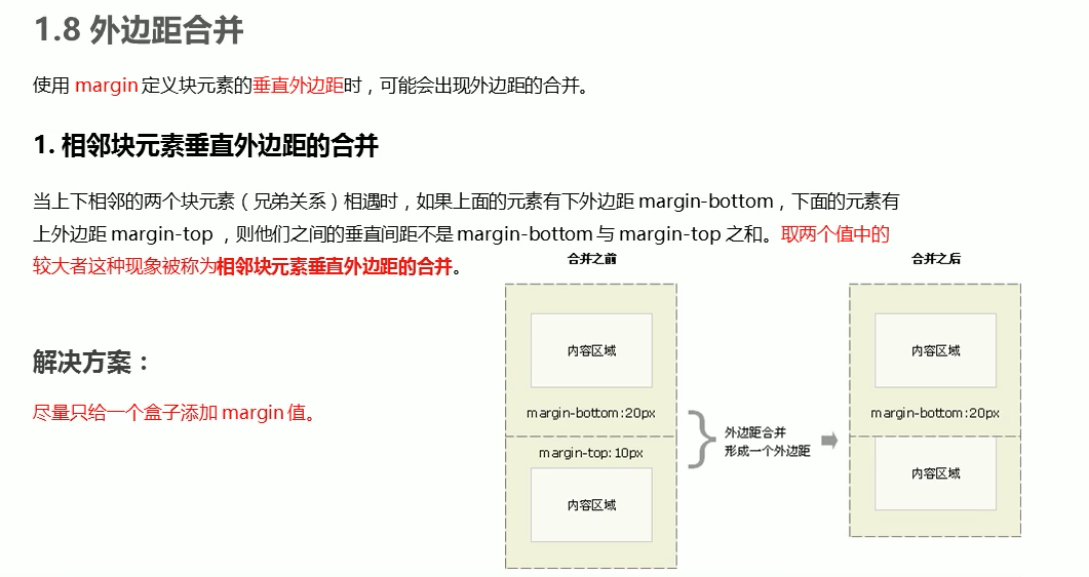 1.8 外边距合并
使用 margin 定义块元素的垂直外边距时，可能会出现外边距的合并。
1. 相邻块元素垂直外边距的合并
当上下相邻的两个块元素（兄弟关系）相遇时，如果上面的元素有下外边距 margin-bottom，下面的元素有
上外边距 margin-top ，则他们之间的垂直间距不是 margin-bottom 与 margin-top 之和。取两个值中的
较大者这种现象被称为相邻块元素垂直外边距的合并。
解决方案：
尽量只给一个盒子添加 margin 值。
合并之前
内容区域
margin-bottom:20px
margin-top:10px
内容区域
外边距合并
形成一个外边距
合并之后
内容区域
margin-bottom:20px
内容区域